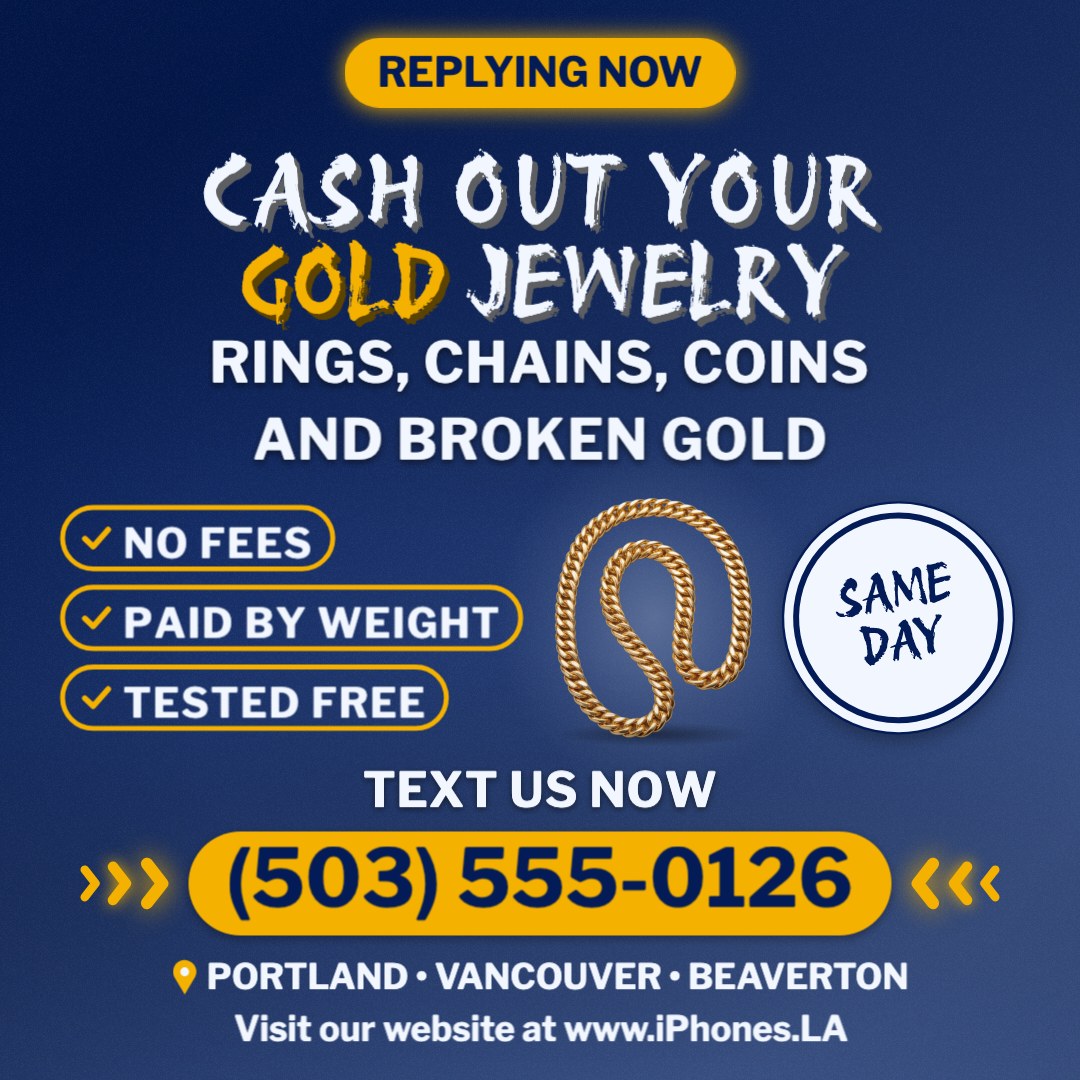 REPLYING NOW
CASH OUT YOUR
GOLD JEWELRY
RINGS, CHAINS, COINS
AND BROKEN GOLD
NO FEES
PAID BY WEIGHT
TESTED FREE
SAME
DAY
TEXT US NOW
(503) 555-0126
PORTLAND • VANCOUVER • BEAVERTON
Visit our website at www.iPhones.LA